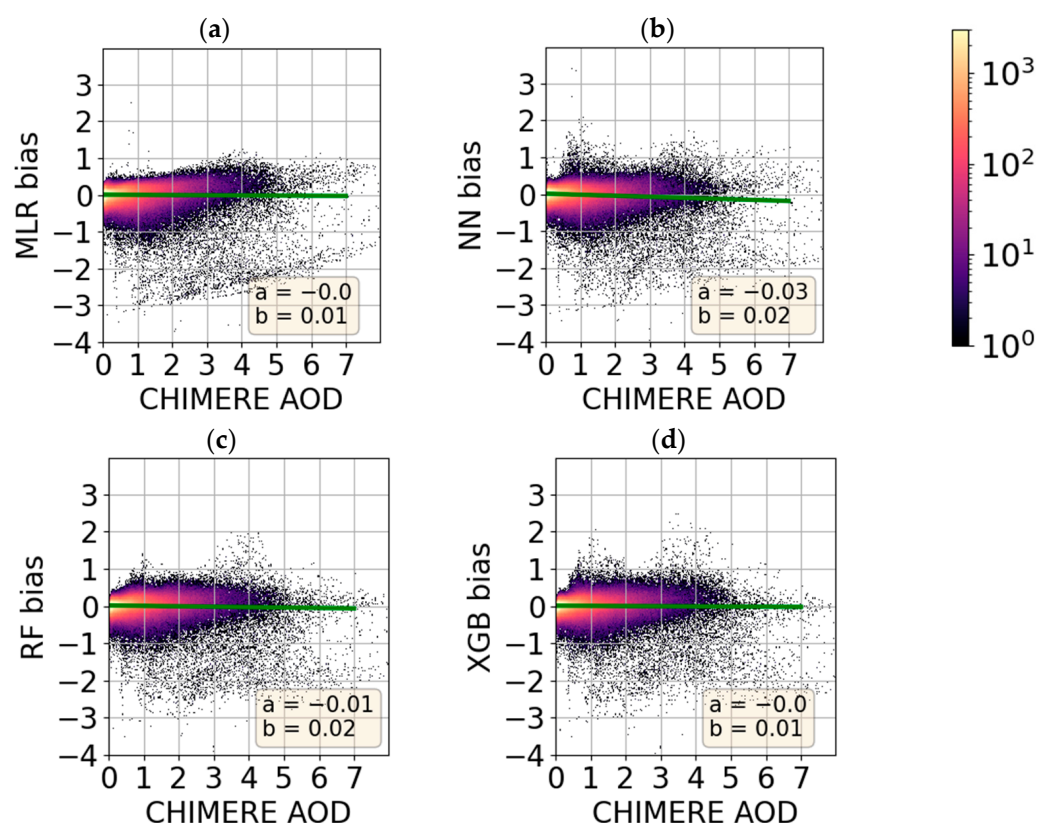 (a)
(b)
MLR bias
3
2
1
0
−1
−2
−3
−4
a = −0.0
b = 0.01
0 1 2 3 4 5 6 7
CHIMERE AOD
NN bias
3
2
1
0
−1
−2
−3
−4
a = −0.03
b = 0.02
0 1 2 3 4 5 6 7
CHIMERE AOD
10³
10²
10¹
10⁰
(c)
(d)
RF bias
3
2
1
0
−1
−2
−3
−4
a = −0.01
b = 0.02
0 1 2 3 4 5 6 7
CHIMERE AOD
XGB bias
3
2
1
0
−1
−2
−3
−4
a = −0.0
b = 0.01
0 1 2 3 4 5 6 7
CHIMERE AOD